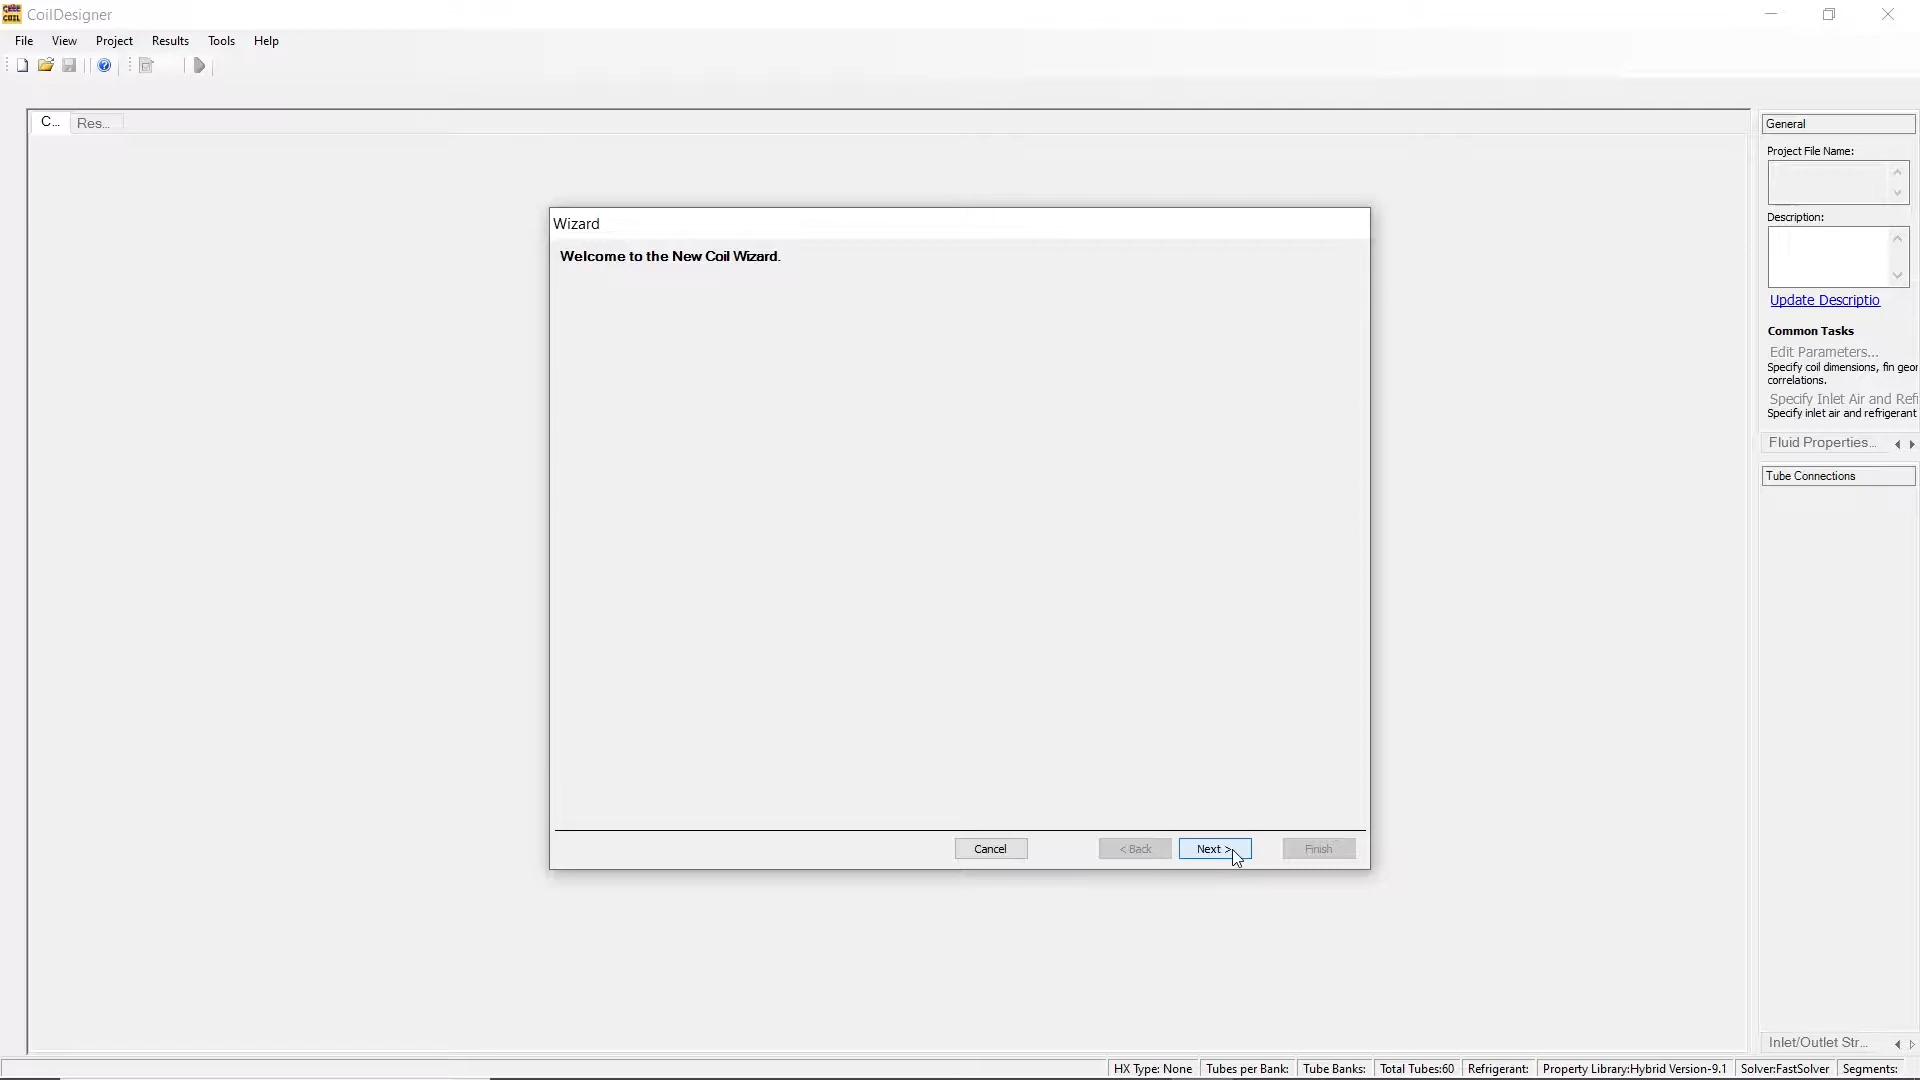 CoilDesigner
File View Project Results Tools Help
C... Res...
Wizard
Welcome to the New Coil Wizard.
Cancel < Back Next > Finish
General
Project File Name:
Description:
Update Descriptio
Common Tasks
Edit Parameters...
Specify coil dimensions, fin geor
correlations.
Specify Inlet Air and Refi
Specify inlet air and refrigerant
Fluid Properties...
Tube Connections
Inlet/Outlet Str...
HX Type: None Tubes per Bank: Tube Banks: Total Tubes:60 Refrigerant: Property Library:Hybrid Version-9.1 Solver:FastSolver Segments: